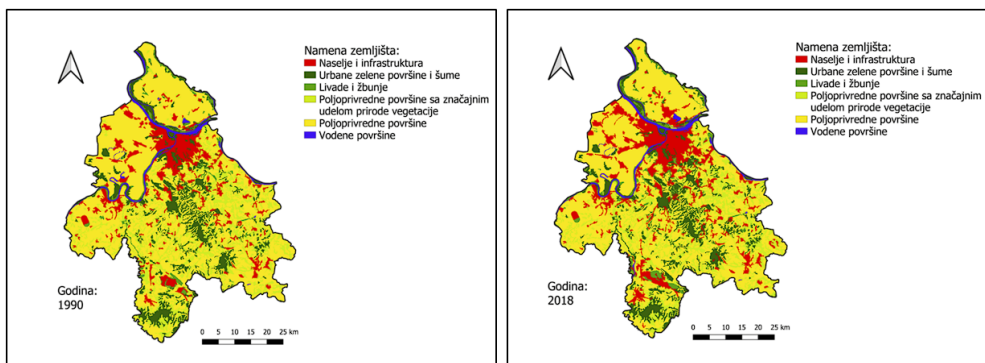 Namena zemljišta:
Naselje i infrastruktura
Urbane zelene površine i šume
Livade i žbunje
Poljoprivredne površine sa značajnim
udelom prirode vegetacije
Poljoprivredne površine
Vodene površine
Godina:
1990
0 5 10 15 20 25 km
Namena zemljišta:
Naselje i infrastruktura
Urbane zelene površine i šume
Livade i žbunje
Poljoprivredne površine sa značajnim
udelom prirode vegetacije
Poljoprivredne površine
Vodene površine
Godina:
2018
0 5 10 15 20 25 km